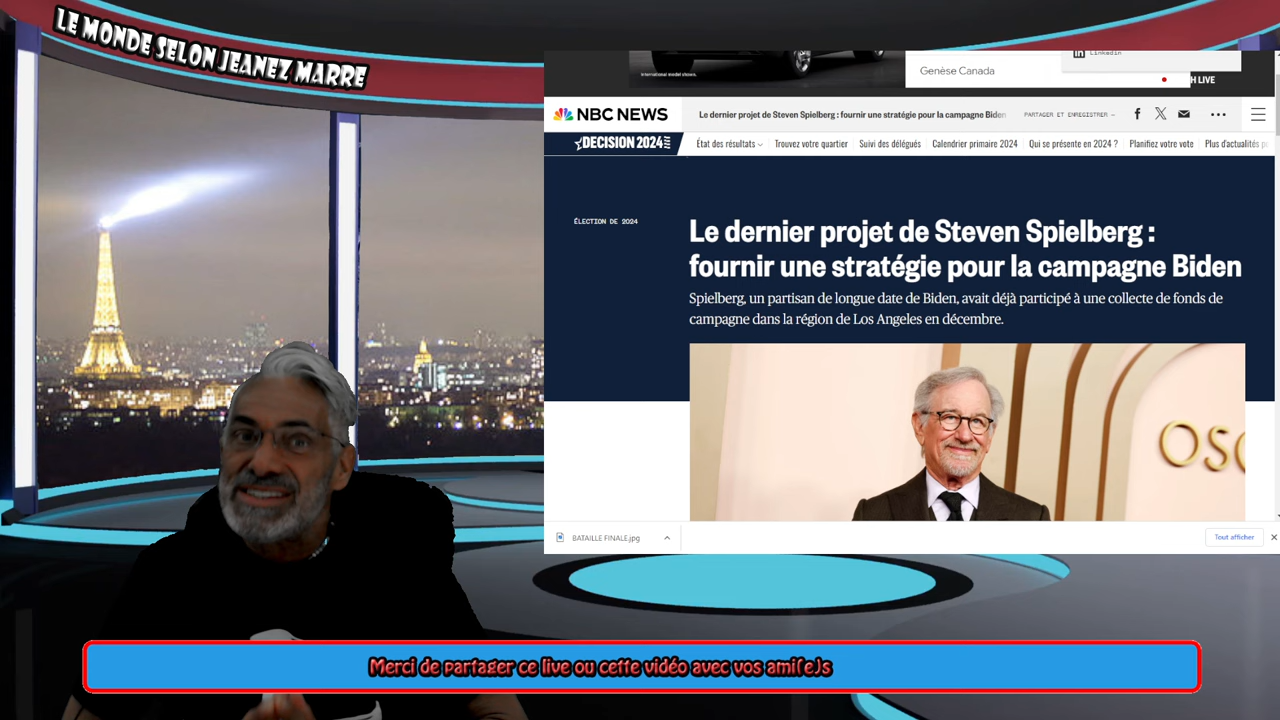 LE MONDE SELON JEANEZ MARRE
International model shows.
Genèse Canada
Linkedin
H LIVE
NBC NEWS
Le dernier projet de Steven Spielberg : fournir une stratégie pour la campagne Biden
PARTAGER ET ENREGISTRER —
DECISION 2024
État des résultats
Trouvez votre quartier
Suivi des délégués
Calendrier primaire 2024
Qui se présente en 2024 ?
Planifiez votre vote
Plus d'actualités
ÉLECTION DE 2024
Le dernier projet de Steven Spielberg :
fournir une stratégie pour la campagne Biden
Spielberg, un partisan de longue date de Biden, avait déjà participé à une collecte de fonds de
campagne dans la région de Los Angeles en décembre.
OSC
BATAILLE FINALE.jpg
Tout afficher
Merci de partager ce live ou cette vidéo avec vos ami(e)s